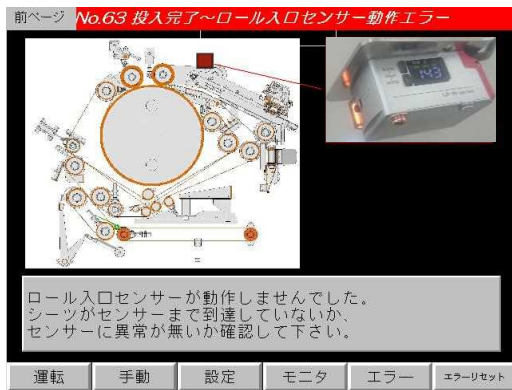 前ページ
No.63 投入完了～ロール入口センサー動作エラー
143
ロール入口センサーが動作しませんでした。
シーツがセンサーまで到達していないか、
センサーに異常が無いか確認して下さい。
運転
手動
設定
モニタ
エラー
エラーリセット